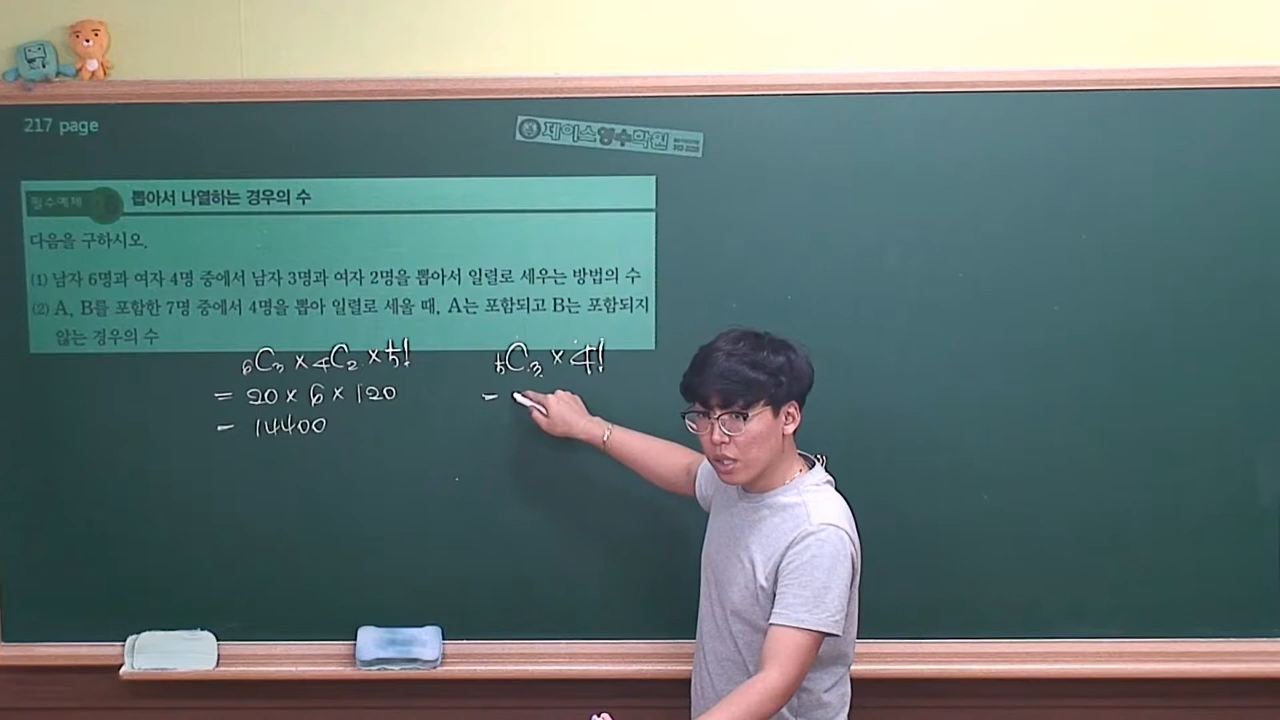 217 page
제이스영수학원
필수예제
뽑아서 나열하는 경우의 수
다음을 구하시오.
(1) 남자 6명과 여자 4명 중에서 남자 3명과 여자 2명을 뽑아서 일렬로 세우는 방법의 수
(2) A, B를 포함한 7명 중에서 4명을 뽑아 일렬로 세울 때, A는 포함되고 B는 포함되지
않는 경우의 수
₆C₃ × ₄C₂ × 5!
= 20 × 6 × 120
= 14400
₅C₃ × 4!
=